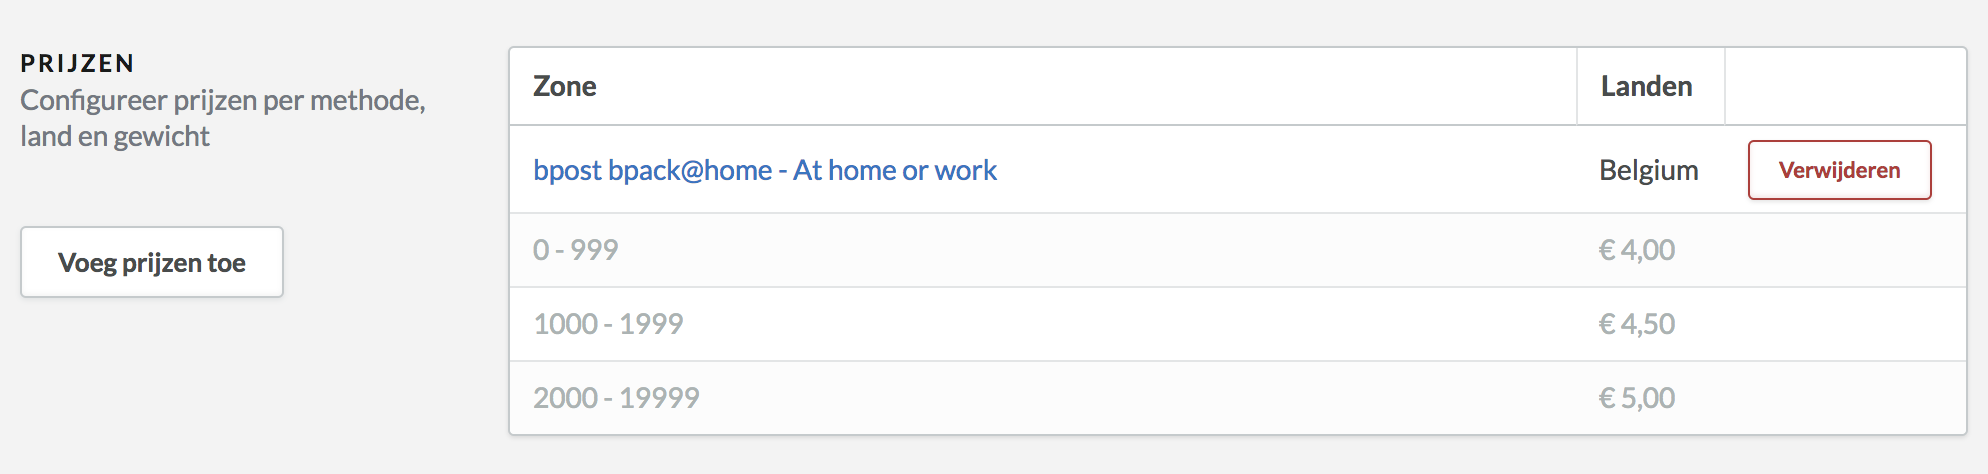 PRIJZEN
Configureer prijzen per methode,
land en gewicht
Voeg prijzen toe
Zone Landen
bpost bpack@home - At home or work Belgium Verwijderen
0 - 999 € 4,00
1000 - 1999 € 4,50
2000 - 19999 € 5,00